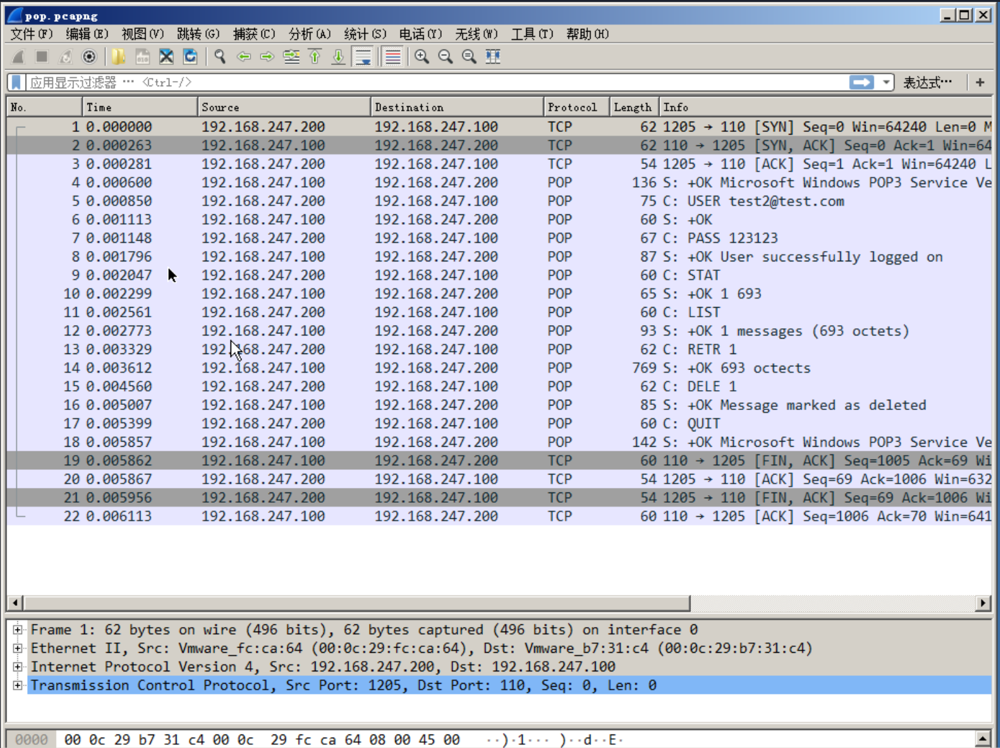 pop.pcapng
文件(F) 编辑(E) 视图(V) 跳转(G) 捕获(C) 分析(A) 统计(S) 电话(Y) 无线(W) 工具(T) 帮助(H)
应用显示过滤器 … <Ctrl-/> 表达式… +
No. Time Source Destination Protocol Length Info
1 0.000000 192.168.247.200 192.168.247.100 TCP 62 1205 → 110 [SYN] Seq=0 Win=64240 Len=0 M
2 0.000263 192.168.247.100 192.168.247.200 TCP 62 110 → 1205 [SYN, ACK] Seq=0 Ack=1 Win=64
3 0.000281 192.168.247.200 192.168.247.100 TCP 54 1205 → 110 [ACK] Seq=1 Ack=1 Win=64240 L
4 0.000600 192.168.247.100 192.168.247.200 POP 136 S: +OK Microsoft Windows POP3 Service Ve
5 0.000850 192.168.247.200 192.168.247.100 POP 75 C: USER test2@test.com
6 0.001113 192.168.247.100 192.168.247.200 POP 60 S: +OK
7 0.001148 192.168.247.200 192.168.247.100 POP 67 C: PASS 123123
8 0.001796 192.168.247.100 192.168.247.200 POP 87 S: +OK User successfully logged on
9 0.002047 192.168.247.200 192.168.247.100 POP 60 C: STAT
10 0.002299 192.168.247.100 192.168.247.200 POP 65 S: +OK 1 693
11 0.002561 192.168.247.200 192.168.247.100 POP 60 C: LIST
12 0.002773 192.168.247.100 192.168.247.200 POP 93 S: +OK 1 messages (693 octets)
13 0.003329 192.168.247.200 192.168.247.100 POP 62 C: RETR 1
14 0.003612 192.168.247.100 192.168.247.200 POP 769 S: +OK 693 octects
15 0.004560 192.168.247.200 192.168.247.100 POP 62 C: DELE 1
16 0.005007 192.168.247.100 192.168.247.200 POP 85 S: +OK Message marked as deleted
17 0.005399 192.168.247.200 192.168.247.100 POP 60 C: QUIT
18 0.005857 192.168.247.100 192.168.247.200 POP 142 S: +OK Microsoft Windows POP3 Service Ve
19 0.005862 192.168.247.100 192.168.247.200 TCP 60 110 → 1205 [FIN, ACK] Seq=1005 Ack=69 Wi
20 0.005867 192.168.247.200 192.168.247.100 TCP 54 1205 → 110 [ACK] Seq=69 Ack=1006 Win=632
21 0.005956 192.168.247.200 192.168.247.100 TCP 54 1205 → 110 [FIN, ACK] Seq=69 Ack=1006 Wi
22 0.006113 192.168.247.100 192.168.247.200 TCP 60 110 → 1205 [ACK] Seq=1006 Ack=70 Win=641
Frame 1: 62 bytes on wire (496 bits), 62 bytes captured (496 bits) on interface 0
Ethernet II, Src: Vmware_fc:ca:64 (00:0c:29:fc:ca:64), Dst: Vmware_b7:31:c4 (00:0c:29:b7:31:c4)
Internet Protocol Version 4, Src: 192.168.247.200, Dst: 192.168.247.100
Transmission Control Protocol, Src Port: 1205, Dst Port: 110, Seq: 0, Len: 0
0000 00 0c 29 b7 31 c4 00 0c 29 fc ca 64 08 00 45 00 ··)·1··· )··d··E·